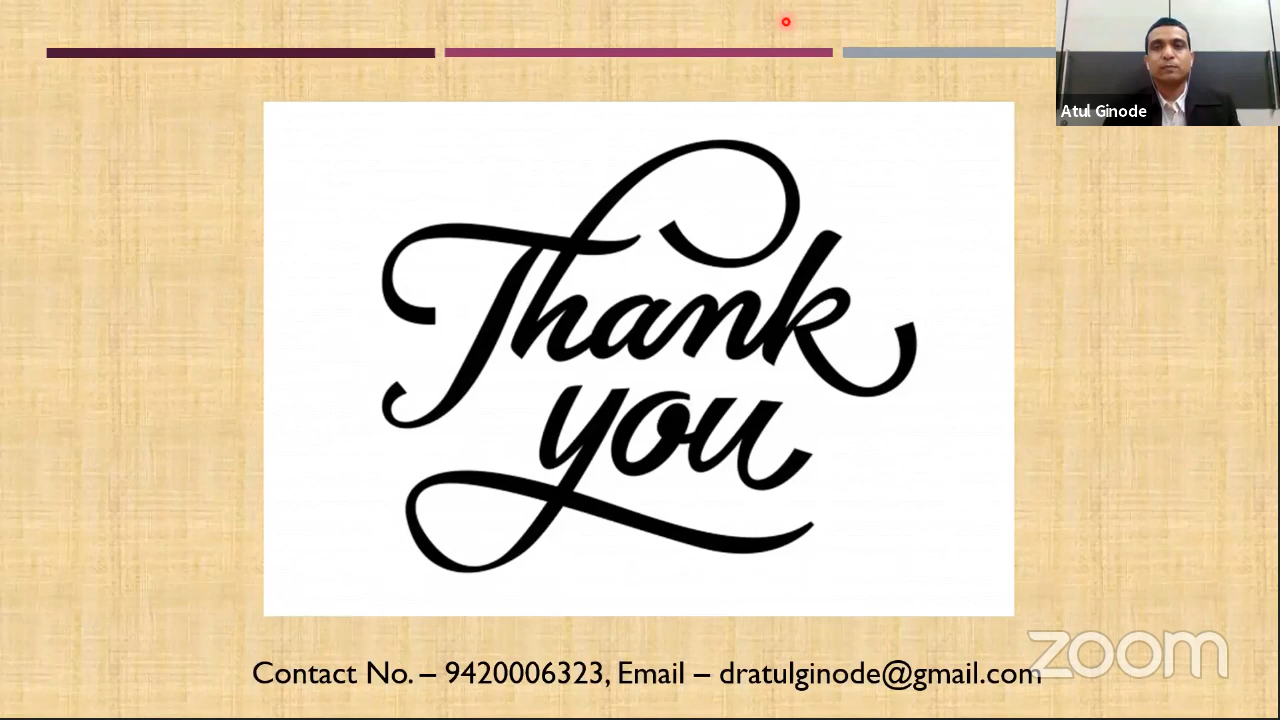 Atul Ginode
Thank
you
Contact No. – 9420006323, Email – dratulginode@gmail.com
zoom